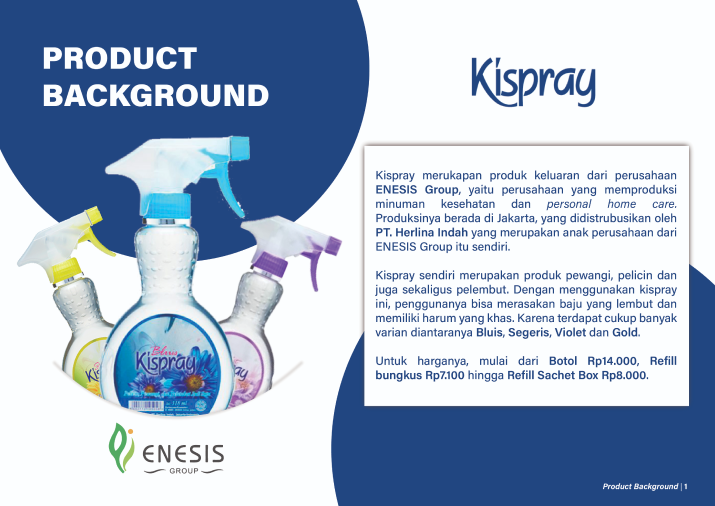 PRODUCT
BACKGROUND
Kispray
Kispray merukapan produk keluaran dari perusahaan
ENESIS Group, yaitu perusahaan yang memproduksi
minuman kesehatan dan personal home care.
Produksinya berada di Jakarta, yang didistrubusikan oleh
PT. Herlina Indah yang merupakan anak perusahaan dari
ENESIS Group itu sendiri.
Kispray sendiri merupakan produk pewangi, pelicin dan
juga sekaligus pelembut. Dengan menggunakan kispray
ini, penggunanya bisa merasakan baju yang lembut dan
memiliki harum yang khas. Karena terdapat cukup banyak
varian diantaranya Bluis, Segeris, Violet dan Gold.
Untuk harganya, mulai dari Botol Rp14.000, Refill
bungkus Rp7.100 hingga Refill Sachet Box Rp8.000.
Bluis
Kispray
ENESIS
GROUP
Product Background | 1